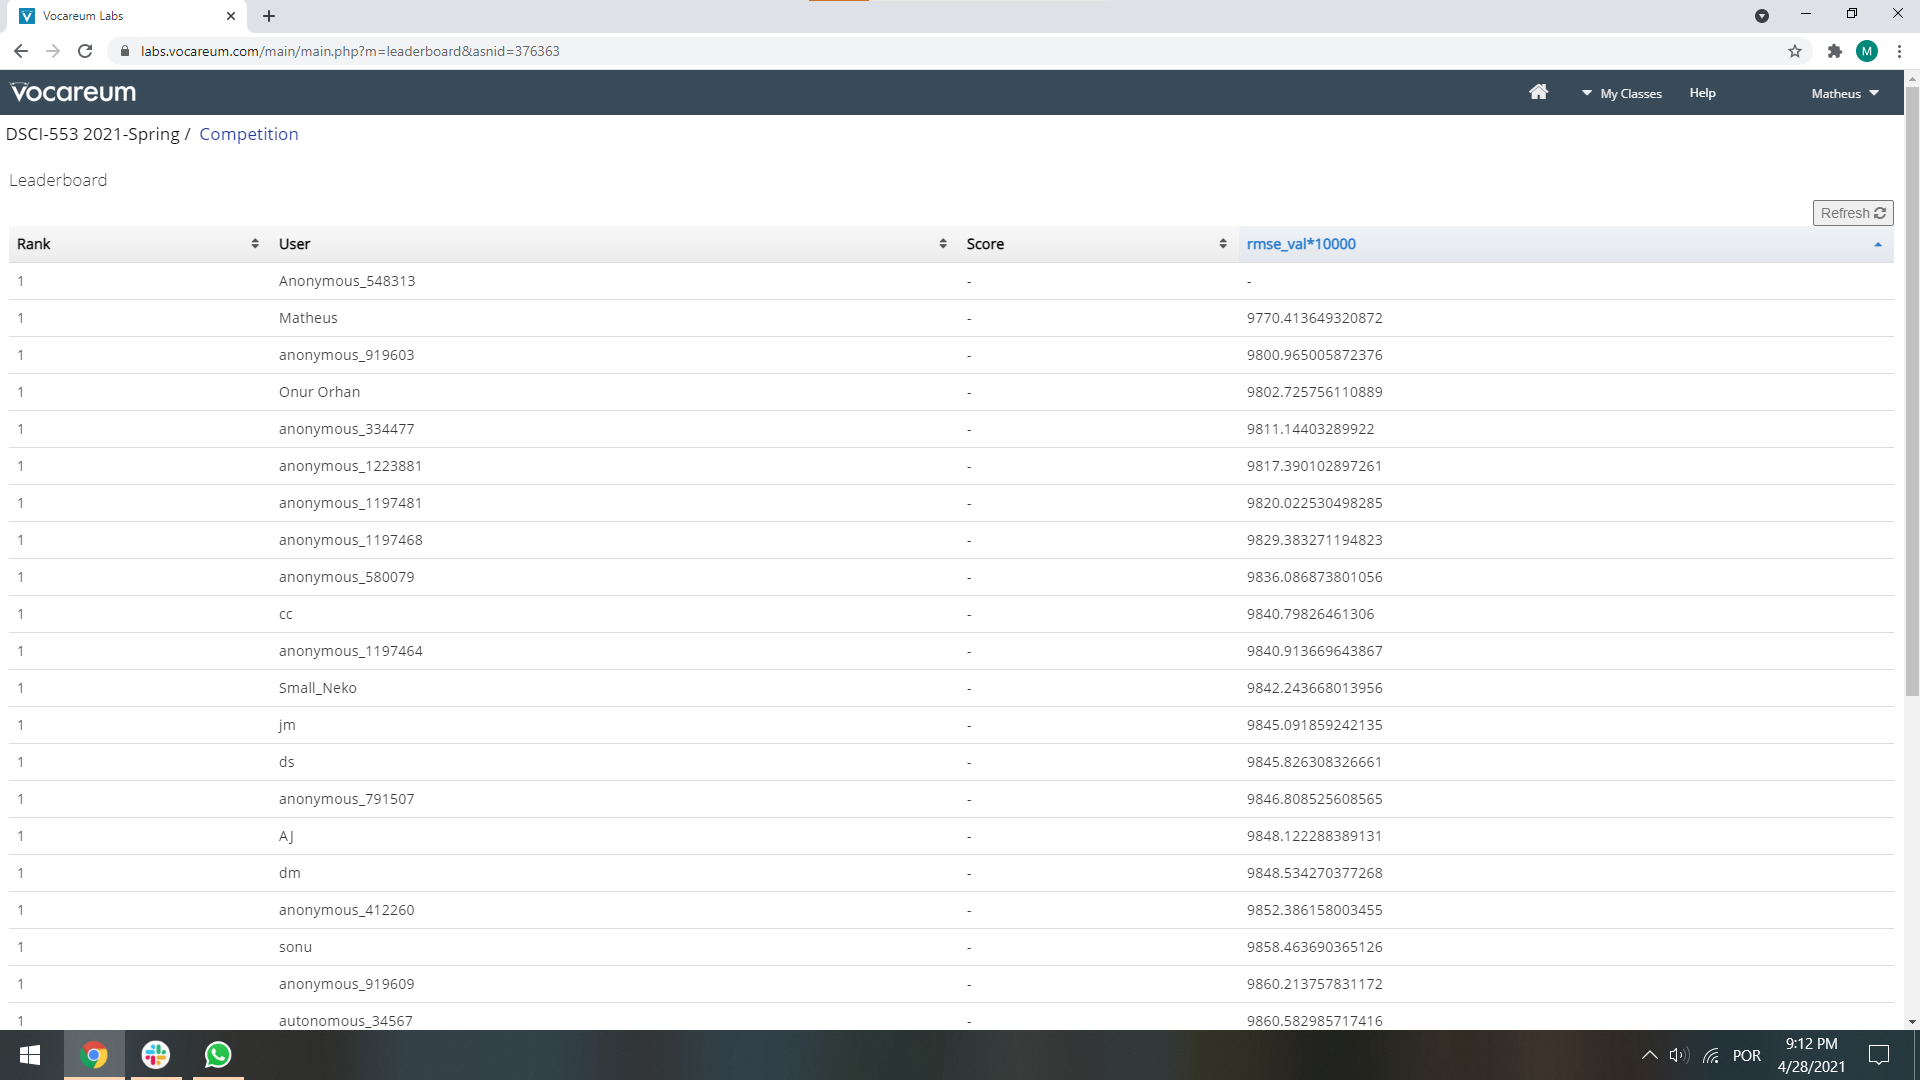 Vocareum Labs
labs.vocareum.com/main/main.php?m=leaderboard&asnid=376363
M
Vocareum
My Classes Help Matheus
DSCI-553 2021-Spring / Competition
Leaderboard
Refresh
Rank User Score rmse_val*10000
1 Anonymous_548313 - -
1 Matheus - 9770.413649320872
1 anonymous_919603 - 9800.965005872376
1 Onur Orhan - 9802.725756110889
1 anonymous_334477 - 9811.14403289922
1 anonymous_1223881 - 9817.390102897261
1 anonymous_1197481 - 9820.022530498285
1 anonymous_1197468 - 9829.383271194823
1 anonymous_580079 - 9836.086873801056
1 cc - 9840.79826461306
1 anonymous_1197464 - 9840.913669643867
1 Small_Neko - 9842.243668013956
1 jm - 9845.091859242135
1 ds - 9845.826308326661
1 anonymous_791507 - 9846.808525608565
1 AJ - 9848.122288389131
1 dm - 9848.534270377268
1 anonymous_412260 - 9852.386158003455
1 sonu - 9858.463690365126
1 anonymous_919609 - 9860.213757831172
1 autonomous_34567 - 9860.582985717416
POR
9:12 PM
4/28/2021